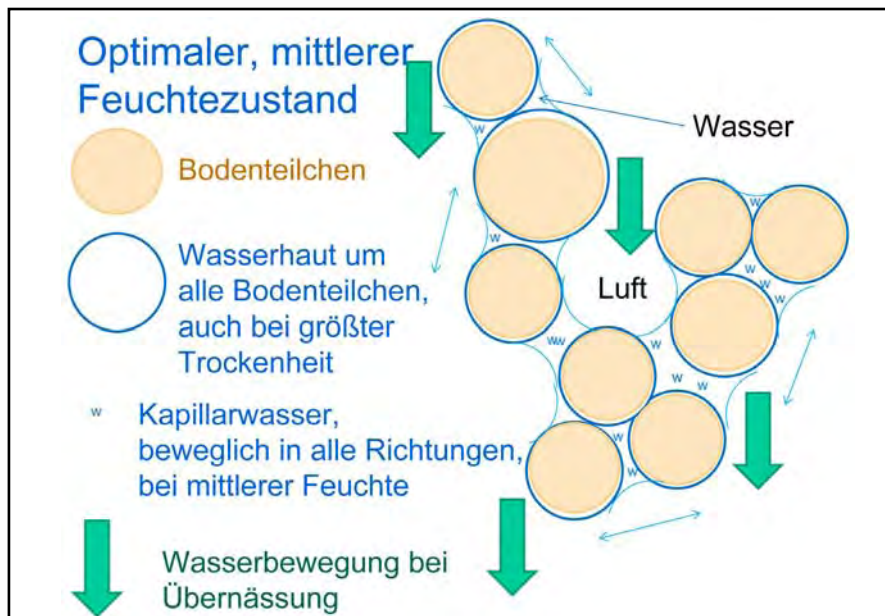 Optimaler, mittlerer
Feuchtezustand
Wasser
Bodenteilchen
Wasserhaut um
alle Bodenteilchen,
auch bei größter
Trockenheit
Luft
w Kapillarwasser,
beweglich in alle Richtungen,
bei mittlerer Feuchte
Wasserbewegung bei
Übernässung
w
w
w
w
w
w
w
ww
w
w
w
w
w